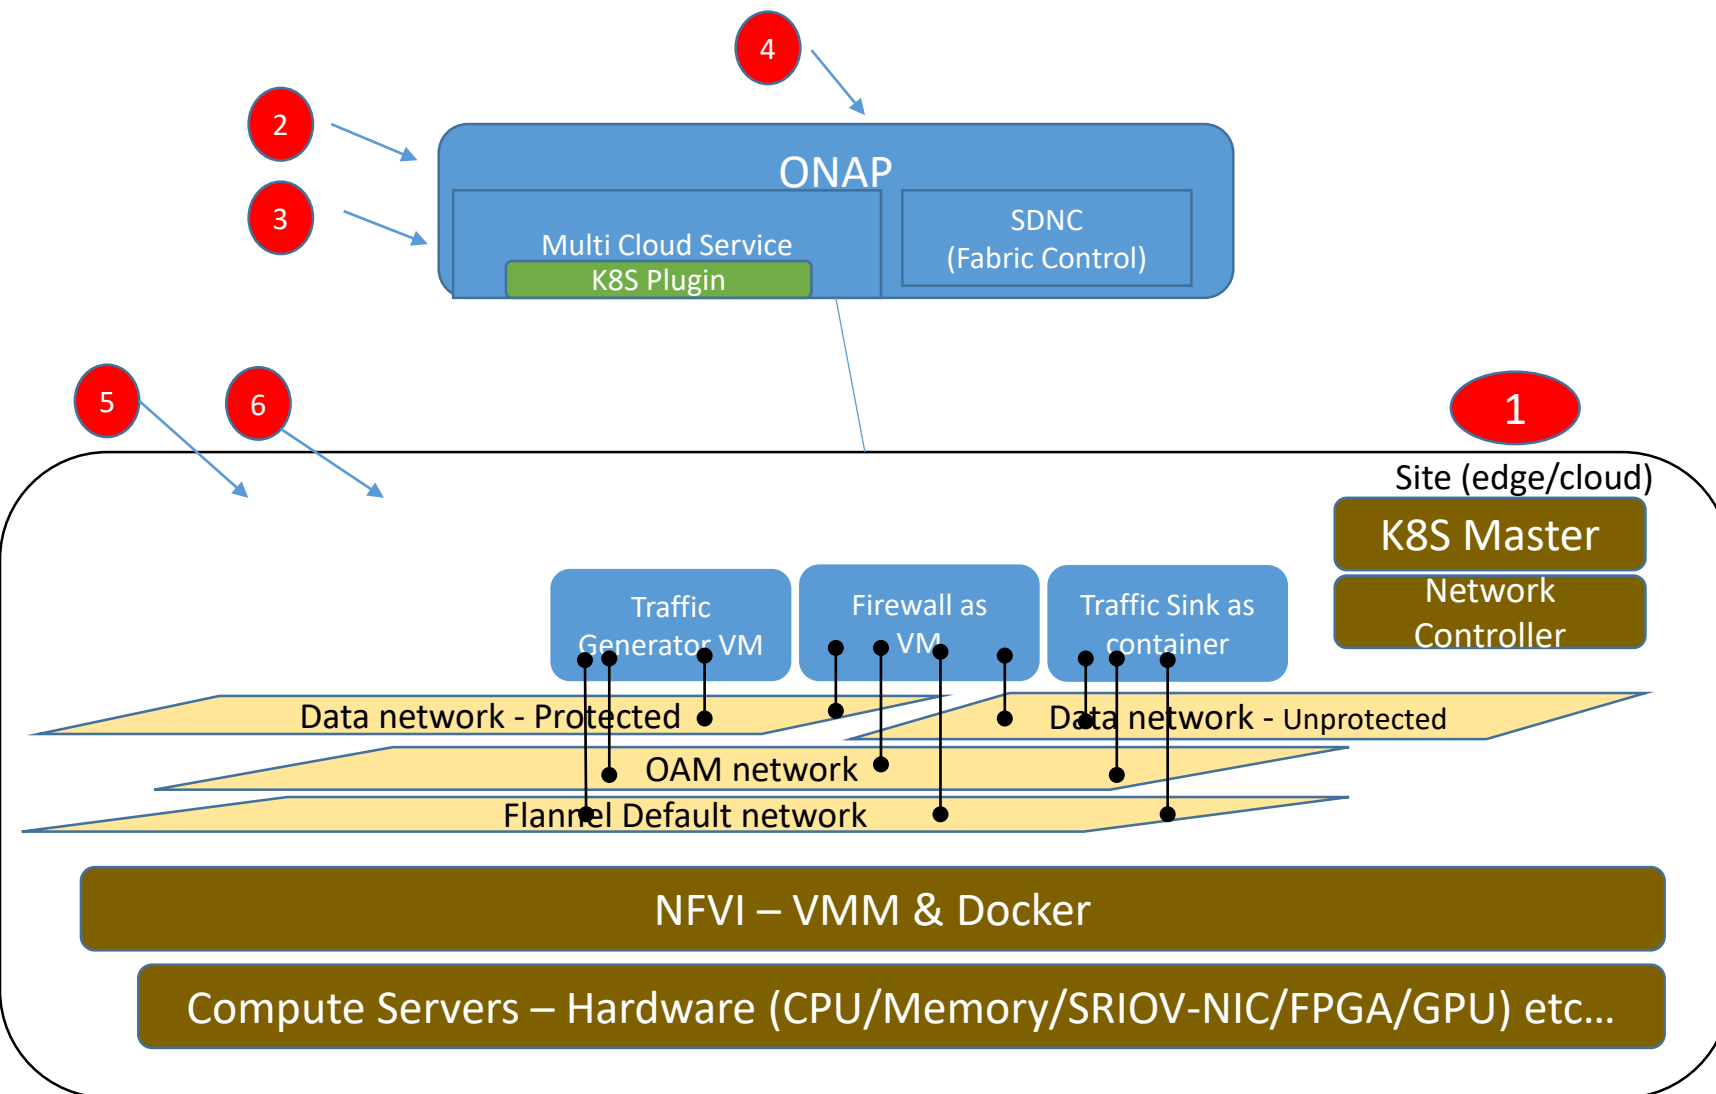 4
2
ONAP
3
SDNC
(Fabric Control)
Multi Cloud Service
K8S Plugin
5
6
1
Site (edge/cloud)
K8S Master
Network
Controller
Traffic
Generator VM
Firewall as
VM
Traffic Sink as
container
Data network - Protected
Data network - Unprotected
OAM network
Flannel Default network
NFVI – VMM & Docker
Compute Servers – Hardware (CPU/Memory/SRIOV-NIC/FPGA/GPU) etc…